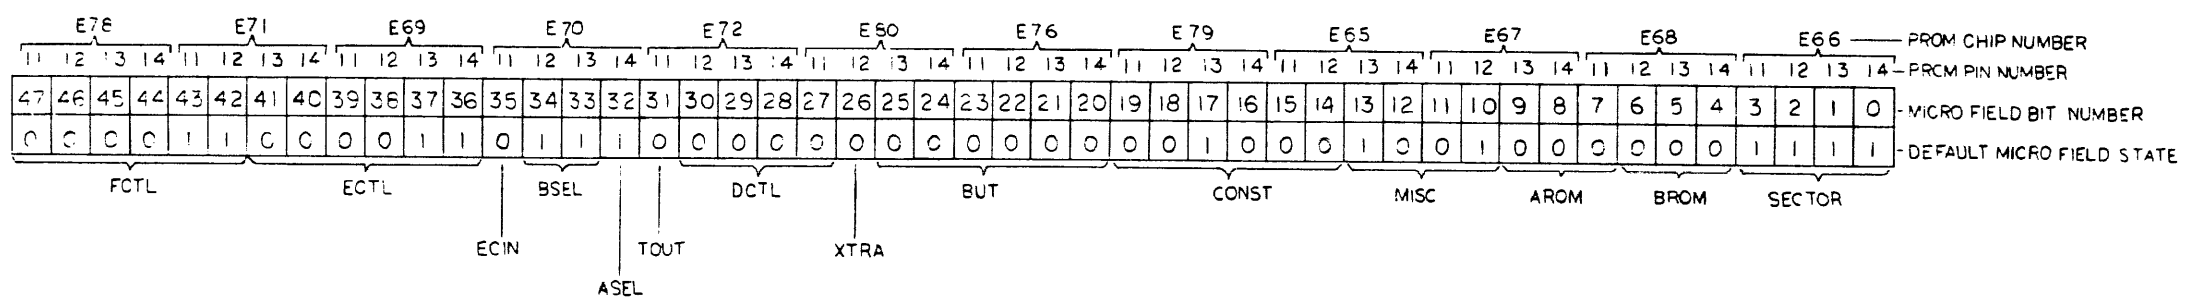 E78 E71 E69 E70 E72 E80 E76 E79 E65 E67 E68 E66 PROM CHIP NUMBER
11 12 13 14 11 12 13 14 11 12 13 14 11 12 13 14 11 12 13 14 11 12 13 14 11 12 13 14 11 12 13 14 11 12 13 14 11 12 13 14 11 12 13 14 11 12 13 14 PROM PIN NUMBER
47 46 45 44 43 42 41 40 39 38 37 36 35 34 33 32 31 30 29 28 27 26 25 24 23 22 21 20 19 18 17 16 15 14 13 12 11 10 9 8 7 6 5 4 3 2 1 0 MICRO FIELD BIT NUMBER
0 0 0 0 1 1 0 0 0 0 1 1 0 1 1 1 0 0 0 0 0 0 0 0 0 0 0 0 0 0 1 0 0 0 1 0 0 1 0 0 0 0 0 0 1 1 1 1 DEFAULT MICRO FIELD STATE
FCTL ECTL BSEL DCTL BUT CONST MISC AROM BROM SECTOR
ECIN TOUT XTRA
ASEL